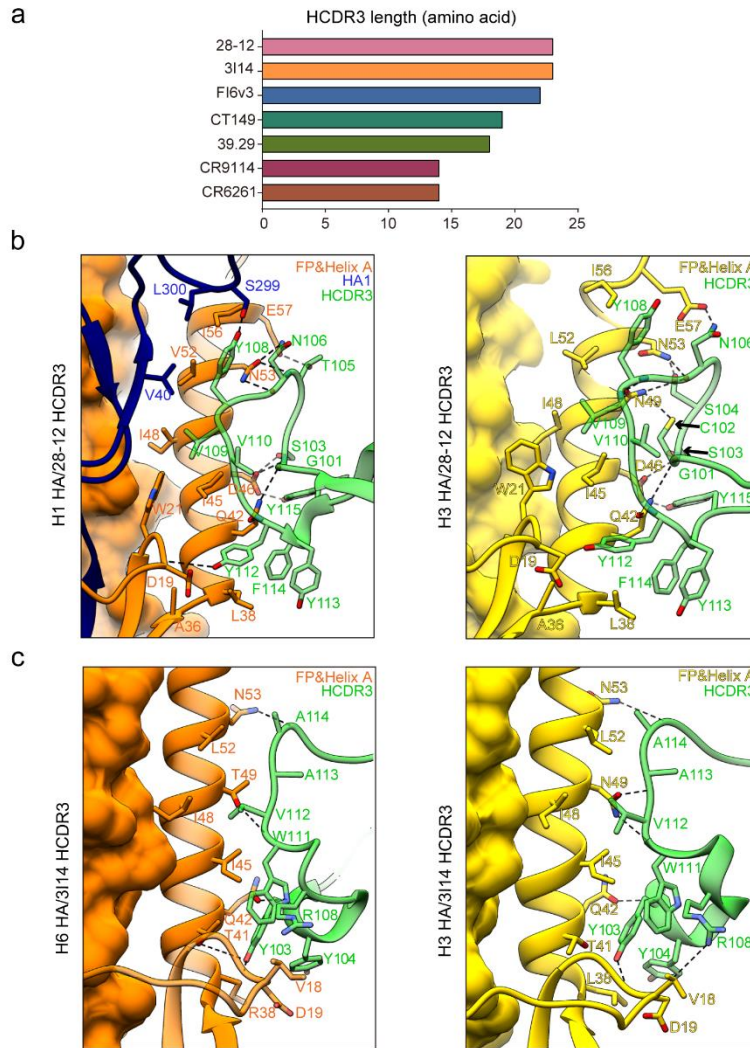 a
HCDR3 length (amino acid)
28-12
3I14
FI6v3
CT149
39.29
CR9114
CR6261
0 5 10 15 20 25
b
H1 HA/28-12 HCDR3
FP&Helix A
HA1
HCDR3
L300
S299
E57
I56
N106
Y108
T105
V52
N53
V40
I48
V109
V110
S103
G101
D46
I45
W21
Q42
Y115
Y112
D19
F114
L38
Y113
A36
H3 HA/28-12 HCDR3
FP&Helix A
HCDR3
I56
Y108
E57
N106
N53
L52
S104
N49
C102
I48
V109
V110
S103
D46
G101
W21
I45
Y115
Q42
D19
Y112
F114
L38
Y113
A36
c
H6 HA/3I14 HCDR3
FP&Helix A
HCDR3
N53
A114
L52
T49
A113
I48
V112
W111
I45
Q42
R108
T41
Y103
Y104
V18
R38
D19
H3 HA/3I14 HCDR3
FP&Helix A
HCDR3
N53
A114
L52
N49
A113
I48
V112
W111
I45
Q42
Y103
T41
R108
Y104
L38
V18
D19